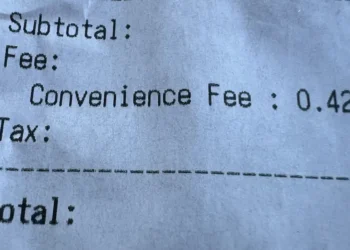 Subtotal:
Fee:
Convenience Fee : 0.42
Tax:
otal: